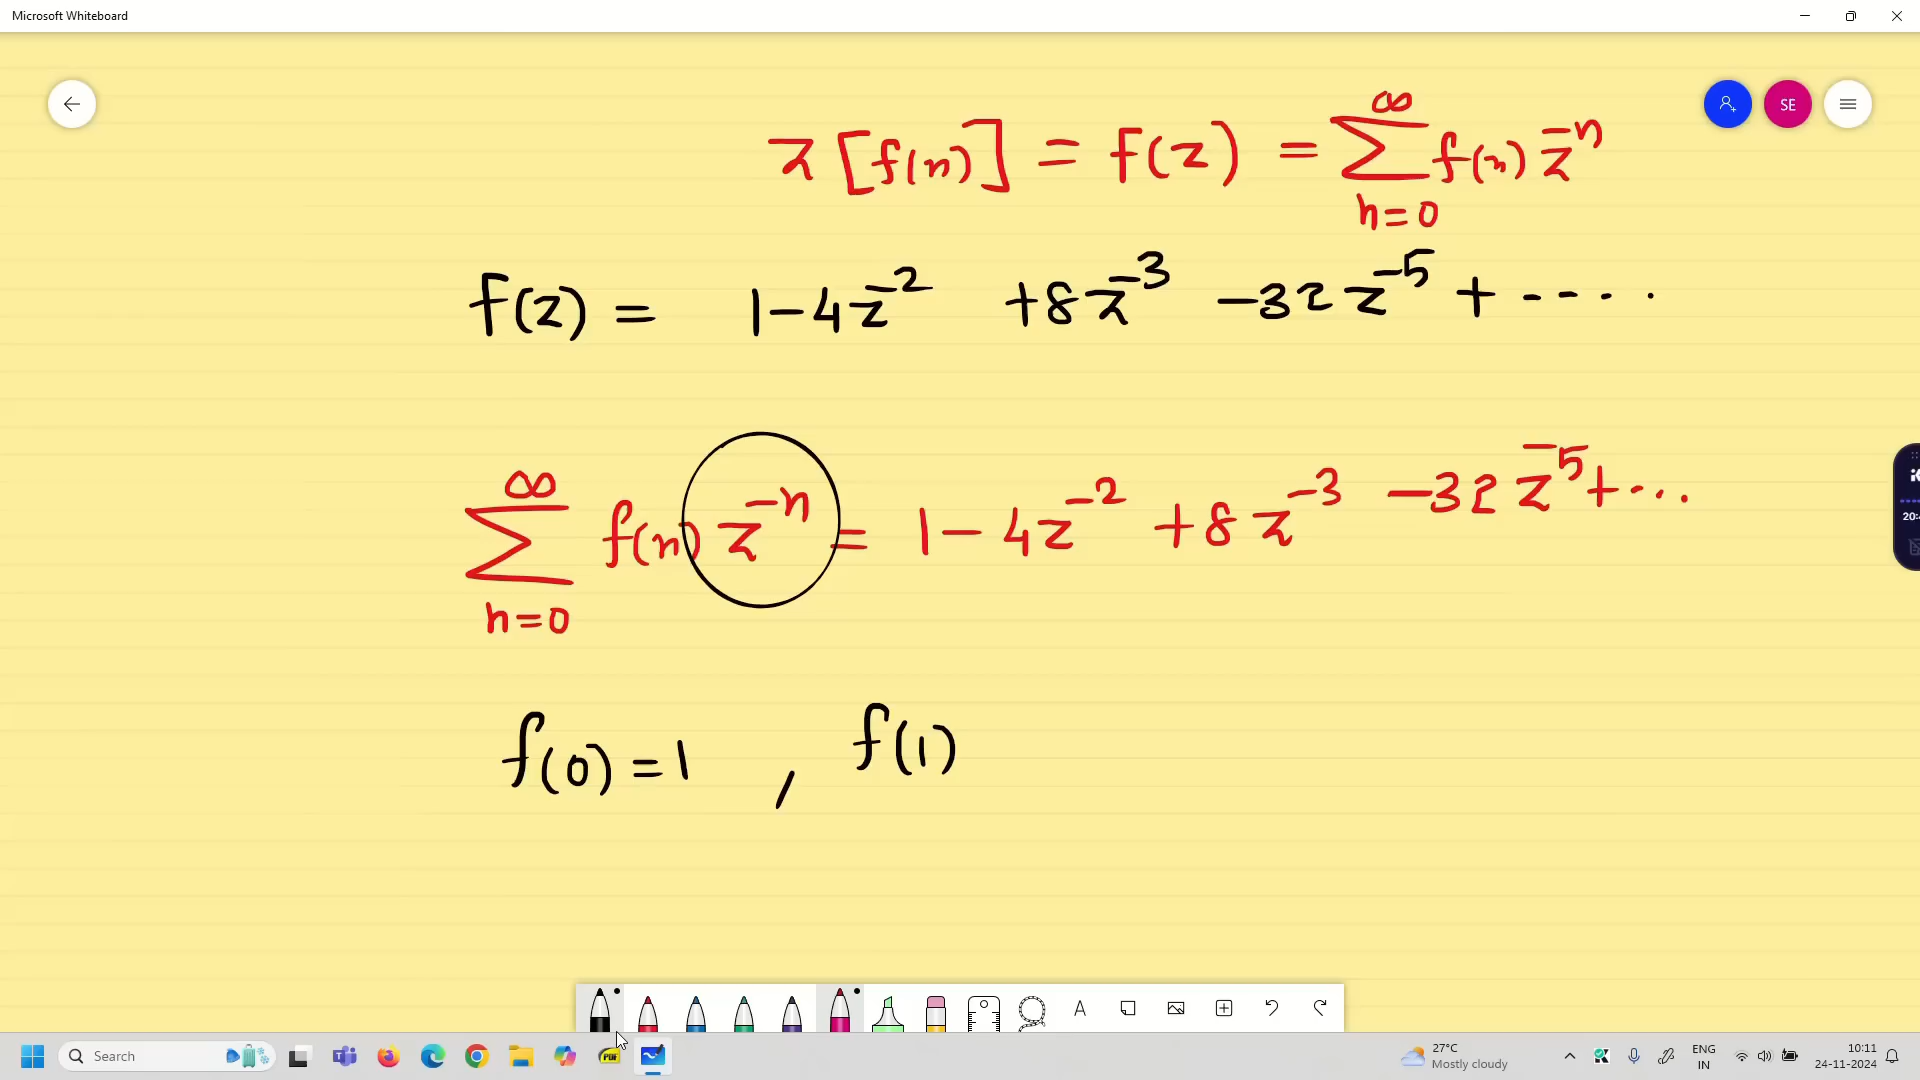 Microsoft Whiteboard
SE
z [f(n)] = f(z) = ∑ f(n) z⁻ⁿ
∞
n=0
f(z) = 1 - 4z⁻² + 8z⁻³ - 32z⁻⁵ + - - - -
∞
∑ f(n) z⁻ⁿ = 1 - 4z⁻² + 8z⁻³ - 32z⁻⁵ + ...
n=0
f(0) = 1 , f(1)
A
Search
PDF
27°C
Mostly cloudy
ENG
IN
10:11
24-11-2024